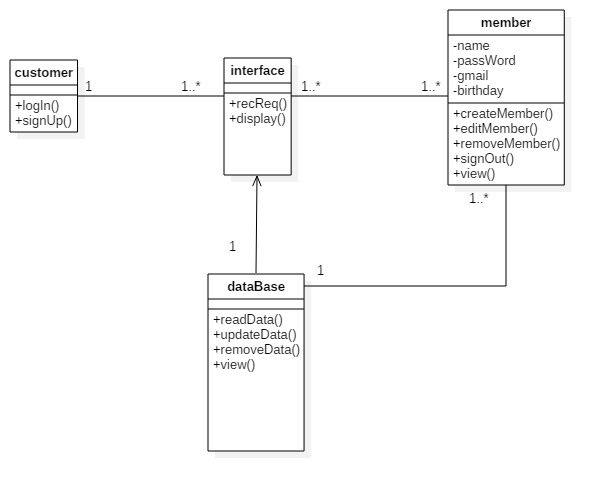 customer
+logIn()
+signUp()
1
1..*
interface
+recReq()
+display()
1..*
1..*
member
-name
-passWord
-gmail
-birthday
+createMember()
+editMember()
+removeMember()
+signOut()
+view()
1..*
1
1
dataBase
+readData()
+updateData()
+removeData()
+view()